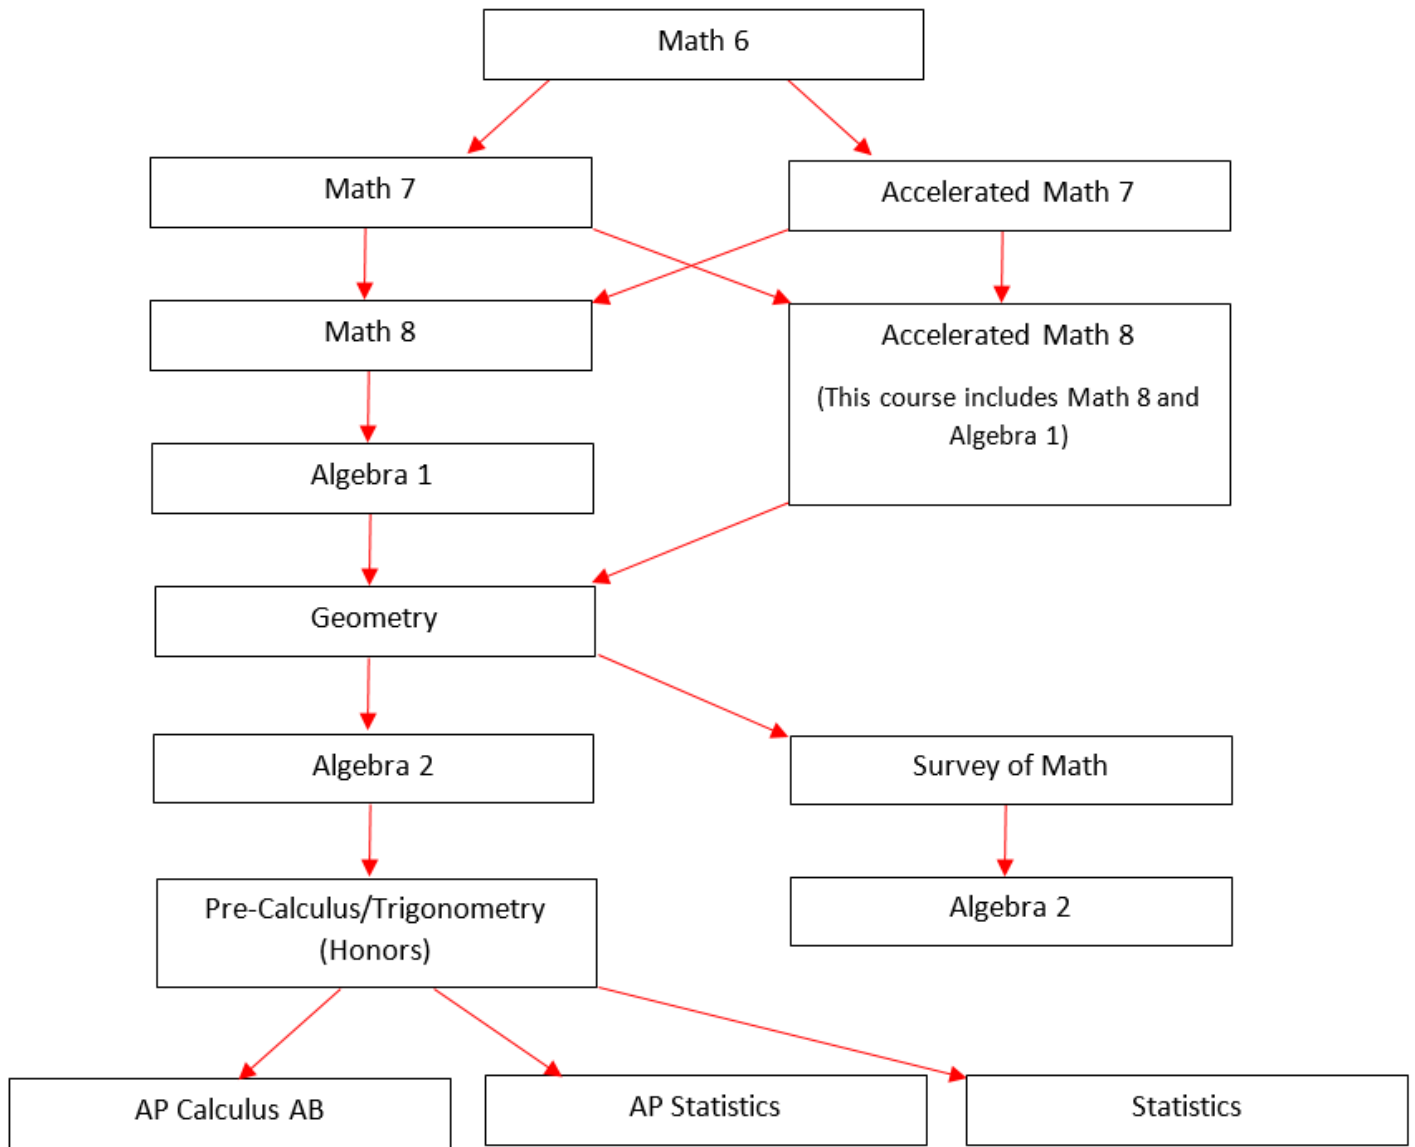 Math 6
Math 7
Accelerated Math 7
Math 8
Accelerated Math 8
(This course includes Math 8 and
Algebra 1)
Algebra 1
Geometry
Algebra 2
Survey of Math
Pre-Calculus/Trigonometry
(Honors)
Algebra 2
AP Calculus AB
AP Statistics
Statistics